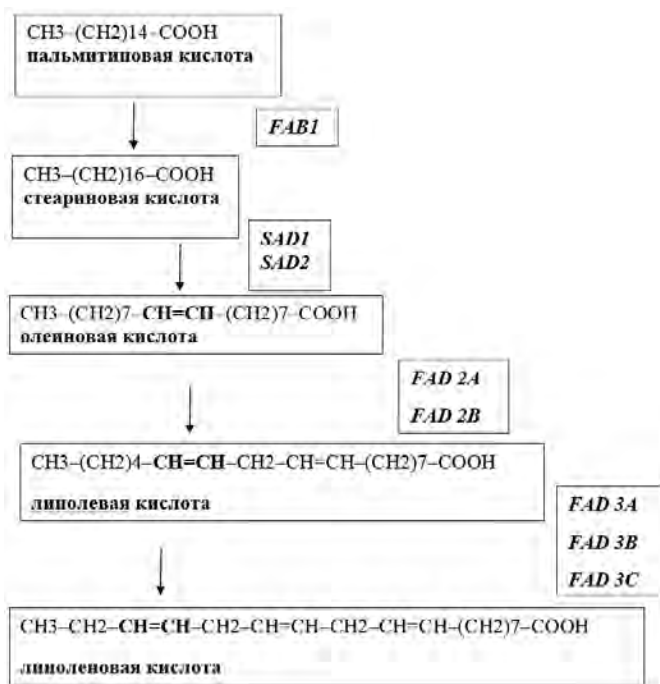 CH3–(CH2)14–COOH
пальмитиповая кислота
FAB1
CH3–(CH2)16–COOH
стеариновая кислота
SAD1
SAD2
CH3–(CH2)7–CH=CH–(CH2)7–COOH
олеиновая кислота
FAD 2A
FAD 2B
CH3–(CH2)4–CH=CH–CH2–CH=CH–(CH2)7–COOH
линолевая кислота
FAD 3A
FAD 3B
FAD 3C
CH3–CH2–CH=CH–CH2–CH=CH–CH2–CH=CH–(CH2)7–COOH
линоленовая кислота